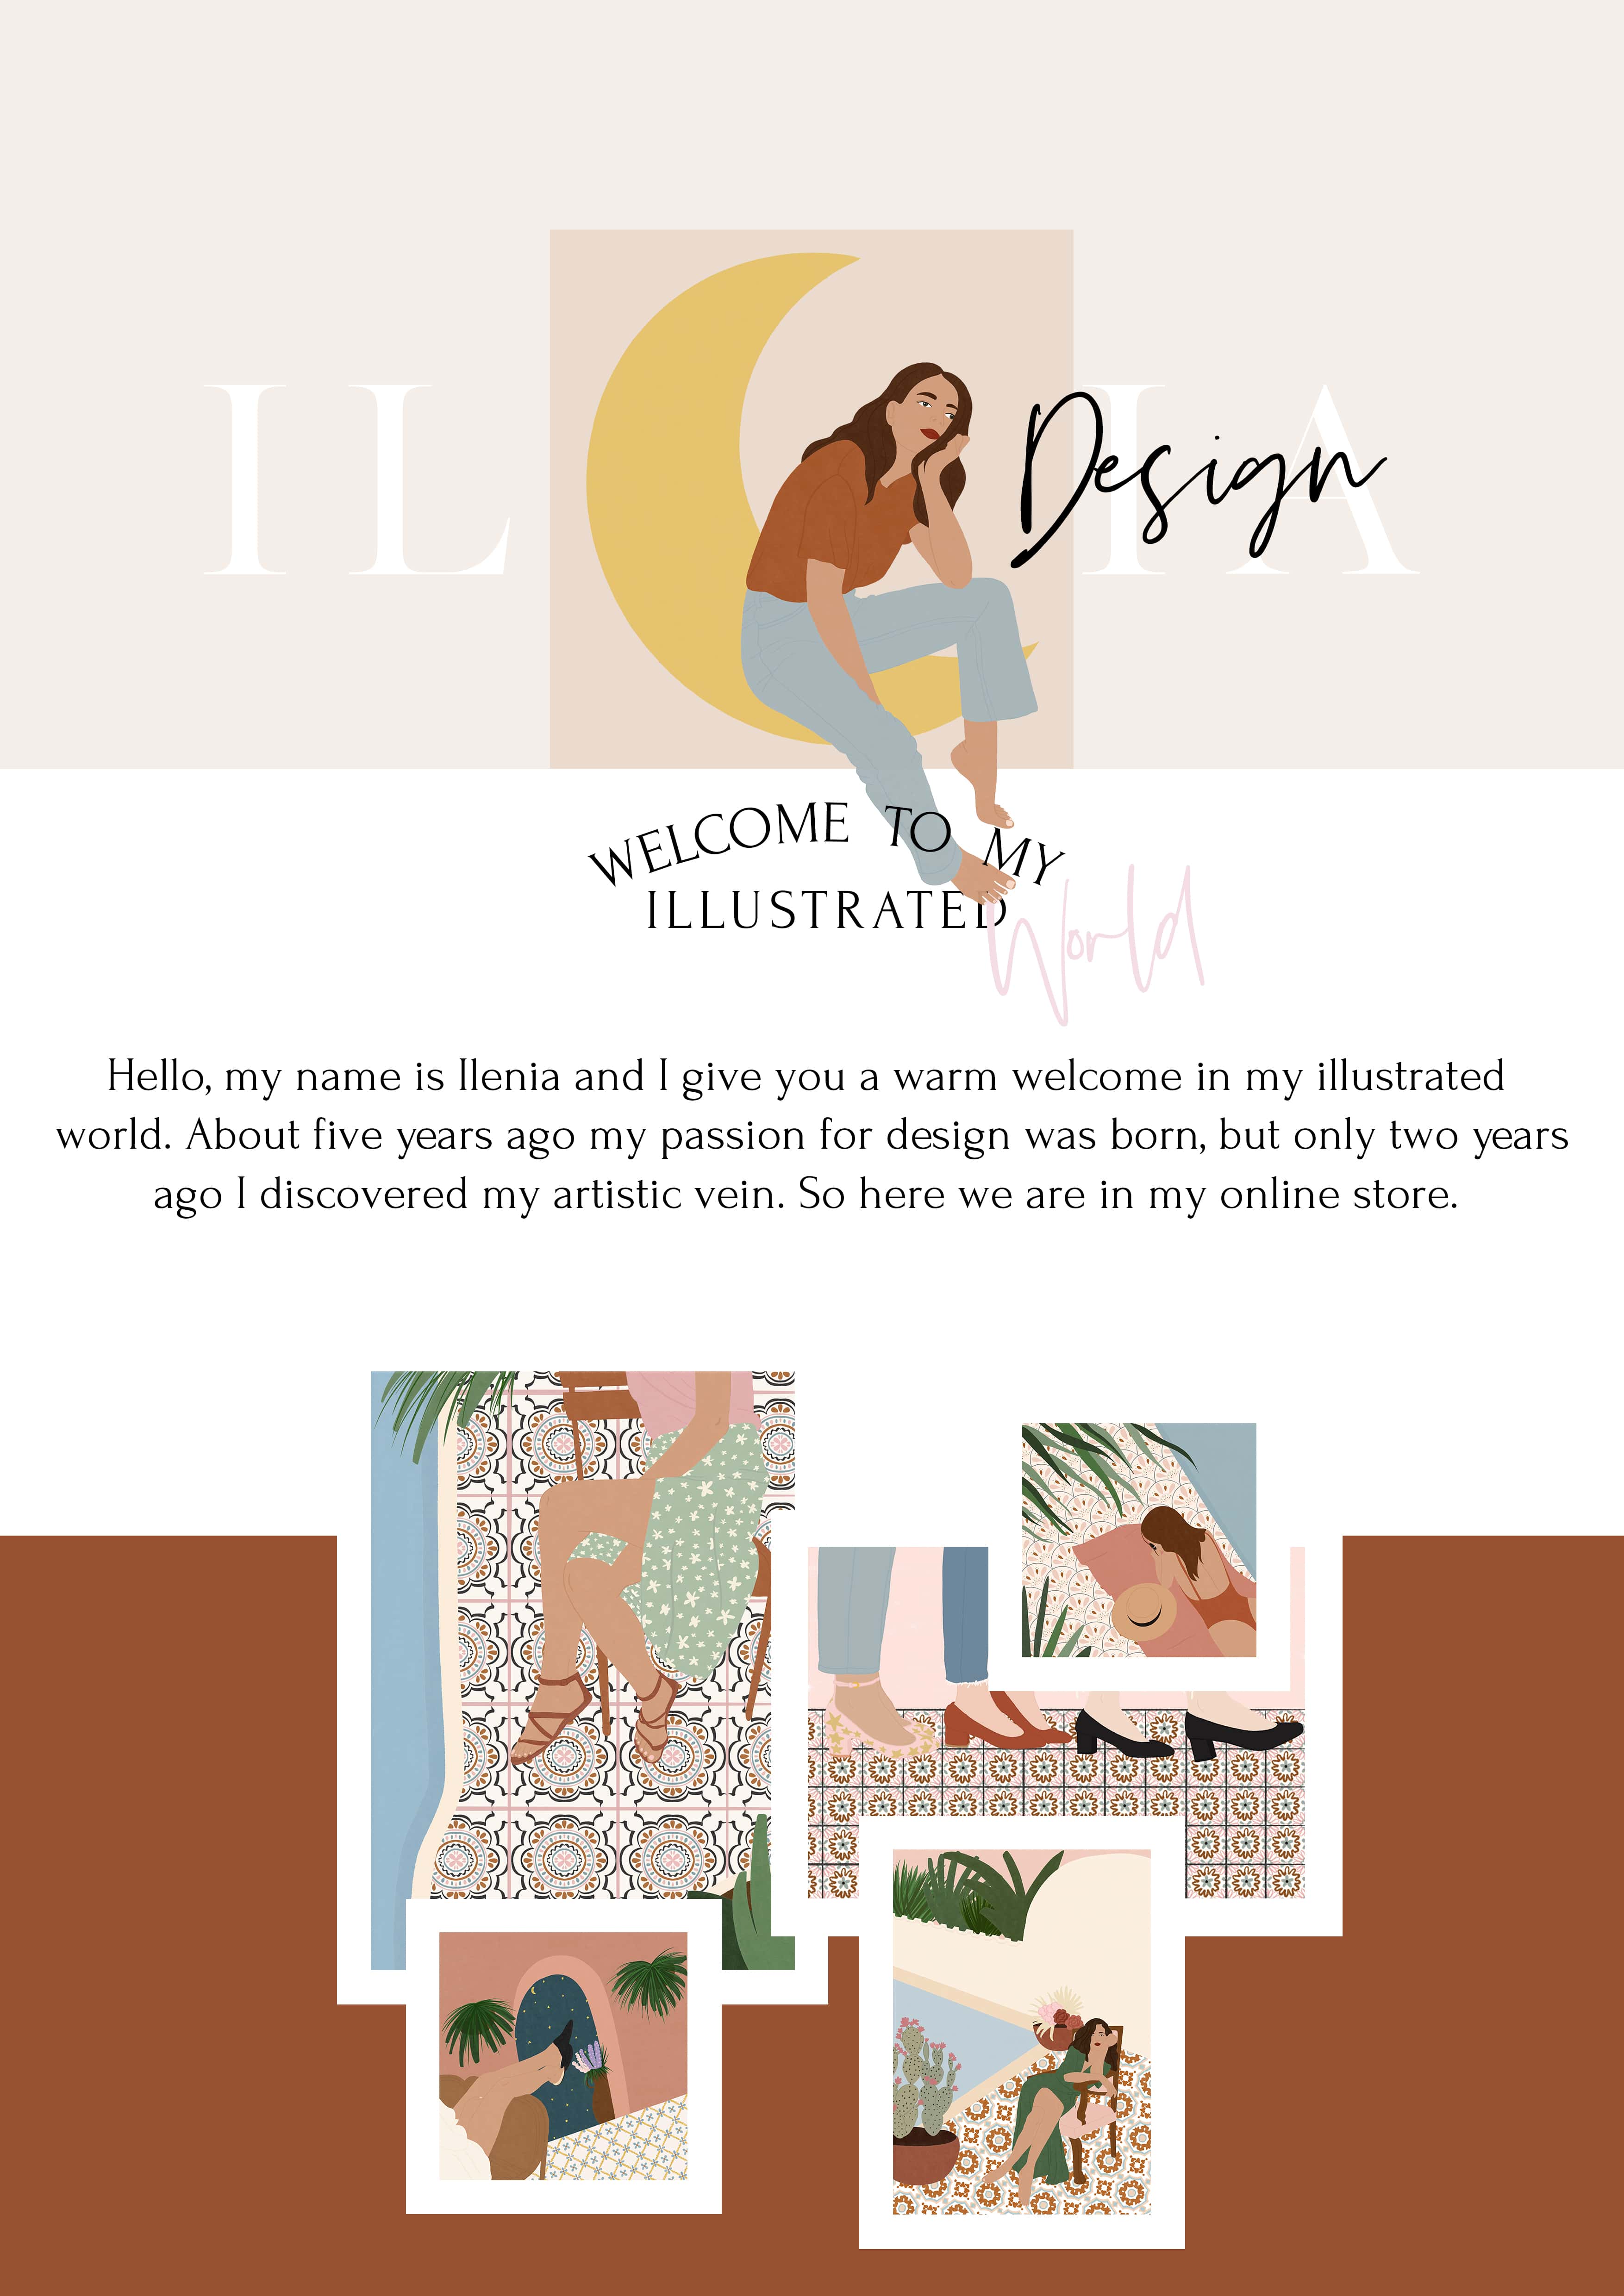 IL IA
Design
WELCOME TO MY
ILLUSTRATED
World
Hello, my name is Ilenia and I give you a warm welcome in my illustrated
world. About five years ago my passion for design was born, but only two years
ago I discovered my artistic vein. So here we are in my online store.